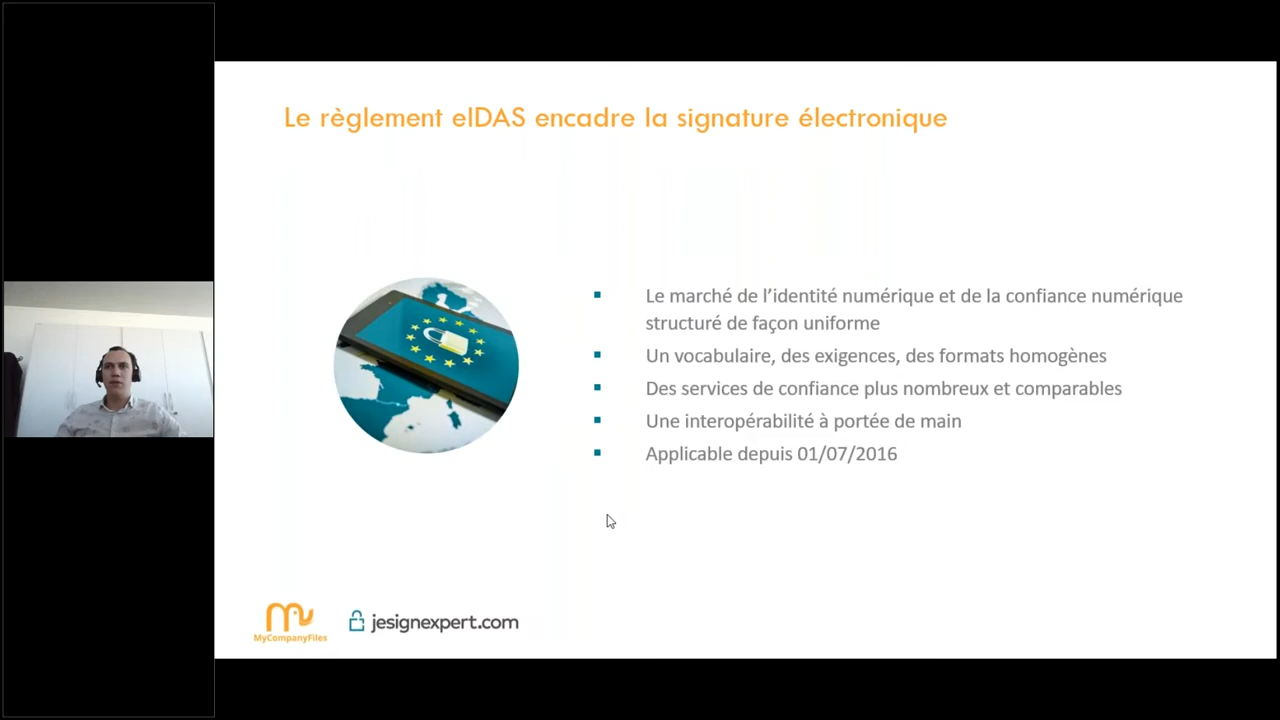 Le règlement eIDAS encadre la signature électronique
Le marché de l’identité numérique et de la confiance numérique
structuré de façon uniforme
Un vocabulaire, des exigences, des formats homogènes
Des services de confiance plus nombreux et comparables
Une interopérabilité à portée de main
Applicable depuis 01/07/2016
MyCompanyFiles
jesignexpert.com